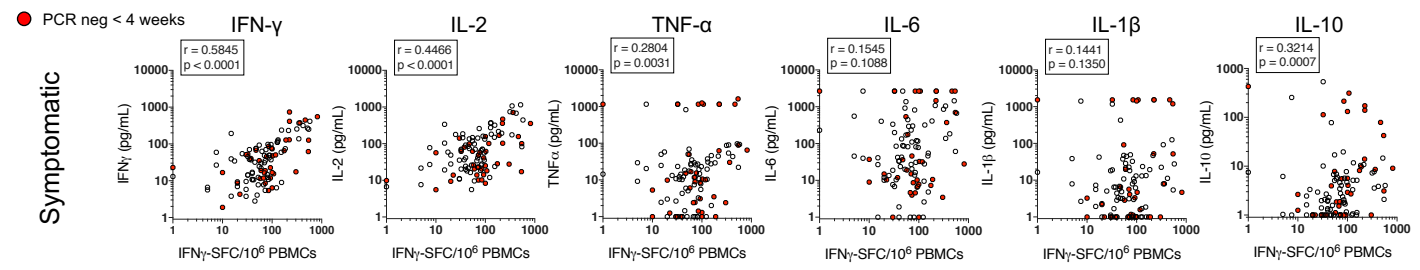 PCR neg < 4 weeks
Symptomatic
IFN-γ
r = 0.5845
p < 0.0001
IFNγ (pg/mL)
10000
1000
100
10
1
1 10 100 1000
IFNγ-SFC/10⁶ PBMCs
IL-2
r = 0.4466
p < 0.0001
IL-2 (pg/mL)
10000
1000
100
10
1
1 10 100 1000
IFNγ-SFC/10⁶ PBMCs
TNF-α
r = 0.2804
p = 0.0031
TNFα (pg/mL)
10000
1000
100
10
1
1 10 100 1000
IFNγ-SFC/10⁶ PBMCs
IL-6
r = 0.1545
p = 0.1088
IL-6 (pg/mL)
10000
1000
100
10
1
1 10 100 1000
IFNγ-SFC/10⁶ PBMCs
IL-1β
r = 0.1441
p = 0.1350
IL-1β (pg/mL)
10000
1000
100
10
1
1 10 100 1000
IFNγ-SFC/10⁶ PBMCs
IL-10
r = 0.3214
p = 0.0007
IL-10 (pg/mL)
1000
100
10
1
1 10 100 1000
IFNγ-SFC/10⁶ PBMCs